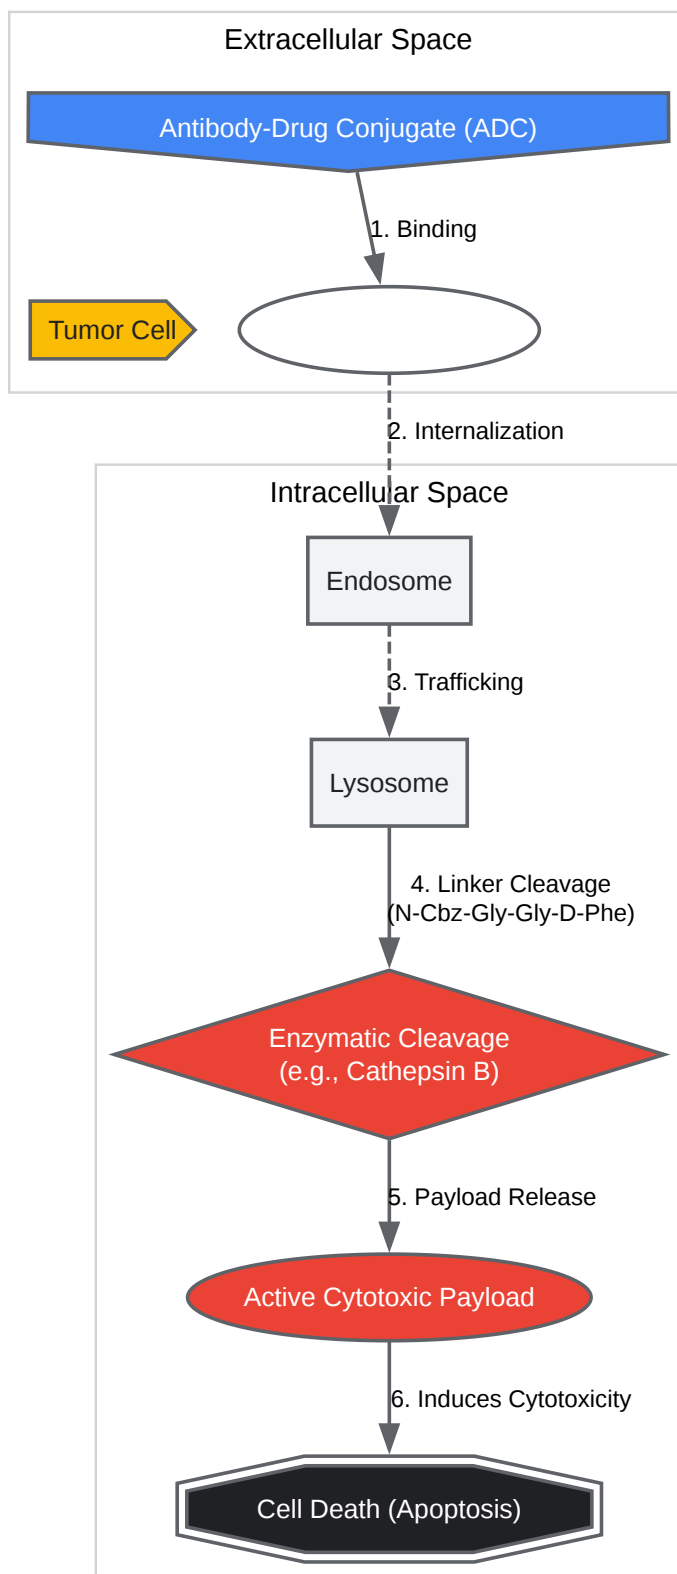 Extracellular Space
Antibody-Drug Conjugate (ADC)
1. Binding
Tumor Cell
2. Internalization
Intracellular Space
Endosome
3. Trafficking
Lysosome
4. Linker Cleavage
(N-Cbz-Gly-Gly-D-Phe)
Enzymatic Cleavage
(e.g., Cathepsin B)
5. Payload Release
Active Cytotoxic Payload
6. Induces Cytotoxicity
Cell Death (Apoptosis)